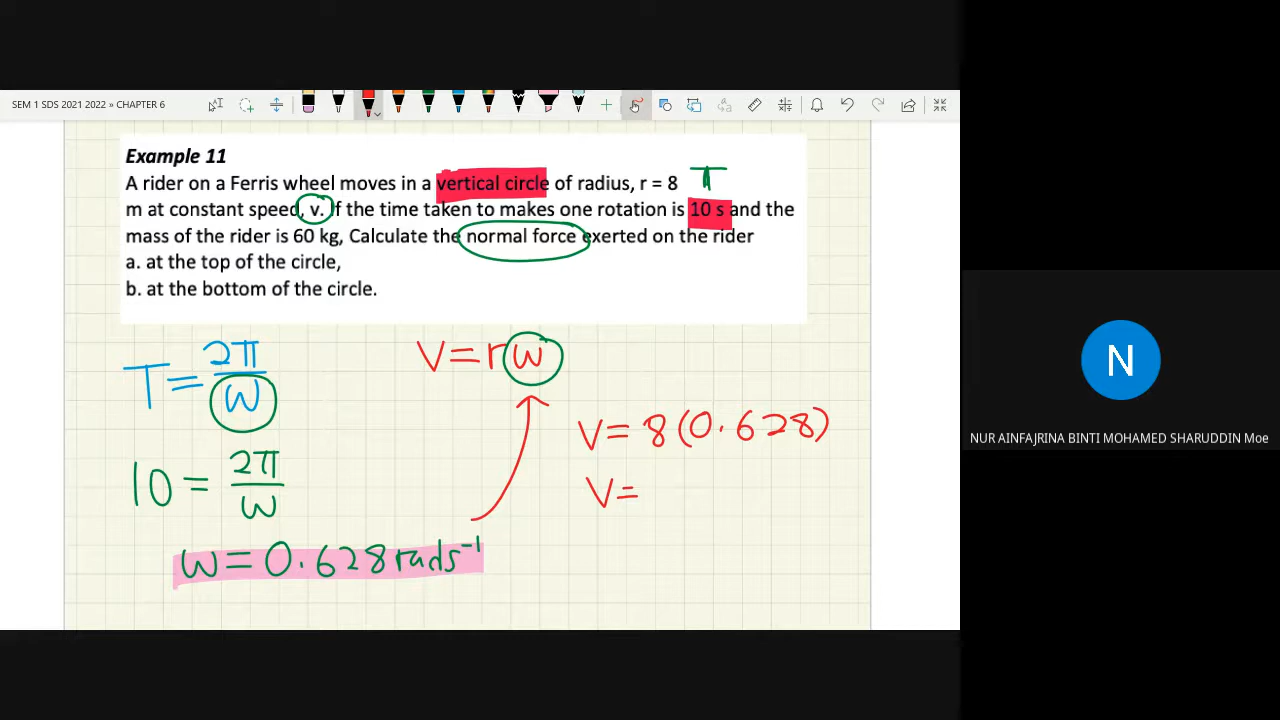 SEM 1 SDS 2021 2022 » CHAPTER 6
Example 11
A rider on a Ferris wheel moves in a vertical circle of radius, r = 8 T
m at constant speed, v. If the time taken to makes one rotation is 10 s and the
mass of the rider is 60 kg, Calculate the normal force exerted on the rider
a. at the top of the circle,
b. at the bottom of the circle.
T = 2π/W
V = rω
V = 8(0.628)
10 = 2π/W
V =
N
NUR AINFAJRINA BINTI MOHAMED SHARUDDIN Moe
ω = 0.628 rads⁻¹